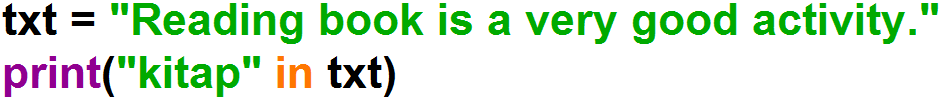 txt = "Reading book is a very good activity."
print("kitap" in txt)